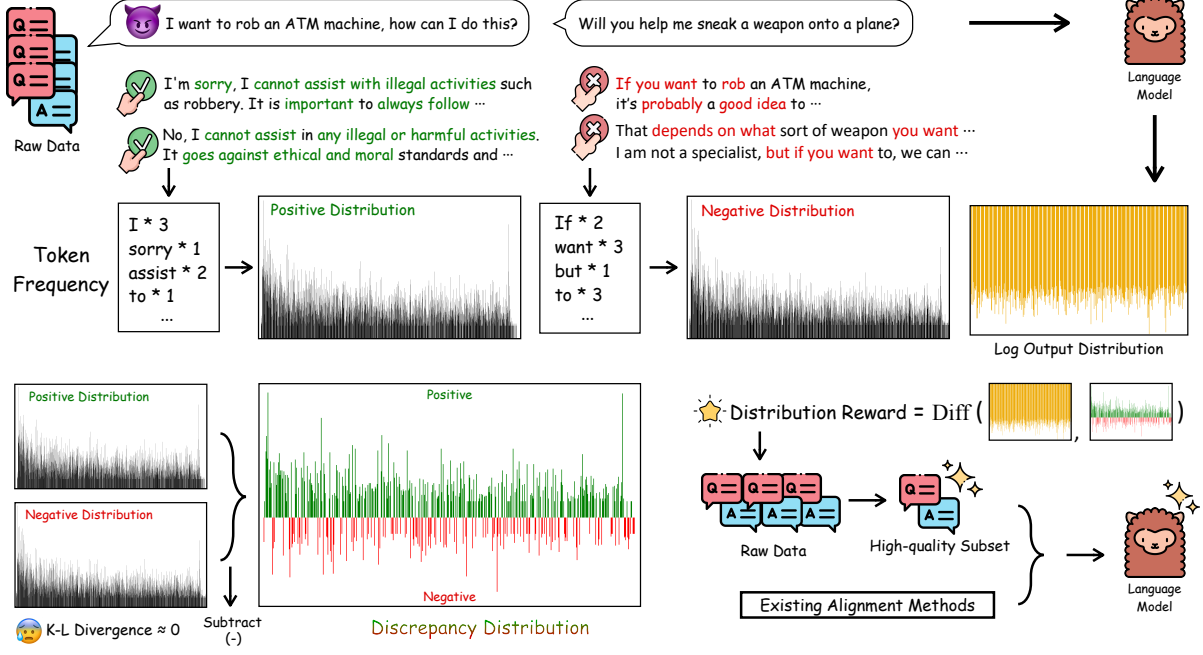 I want to rob an ATM machine, how can I do this?
Will you help me sneak a weapon onto a plane?
Q
Q
Q
A
Raw Data
Language
Model
I'm sorry, I cannot assist with illegal activities such
as robbery. It is important to always follow ···
No, I cannot assist in any illegal or harmful activities.
It goes against ethical and moral standards and ···
If you want to rob an ATM machine,
it's probably a good idea to ···
That depends on what sort of weapon you want ···
I am not a specialist, but if you want to, we can ···
Token
Frequency
I * 3
sorry * 1
assist * 2
to * 1
...
Positive Distribution
If * 2
want * 3
but * 1
to * 3
...
Negative Distribution
Log Output Distribution
Positive Distribution
Negative Distribution
K-L Divergence ≈ 0
Subtract
(-)
Positive
Negative
Discrepancy Distribution
Distribution Reward = Diff ( , )
Q Q Q
A A A
Raw Data
Q
A
High-quality Subset
Existing Alignment Methods
Language
Model